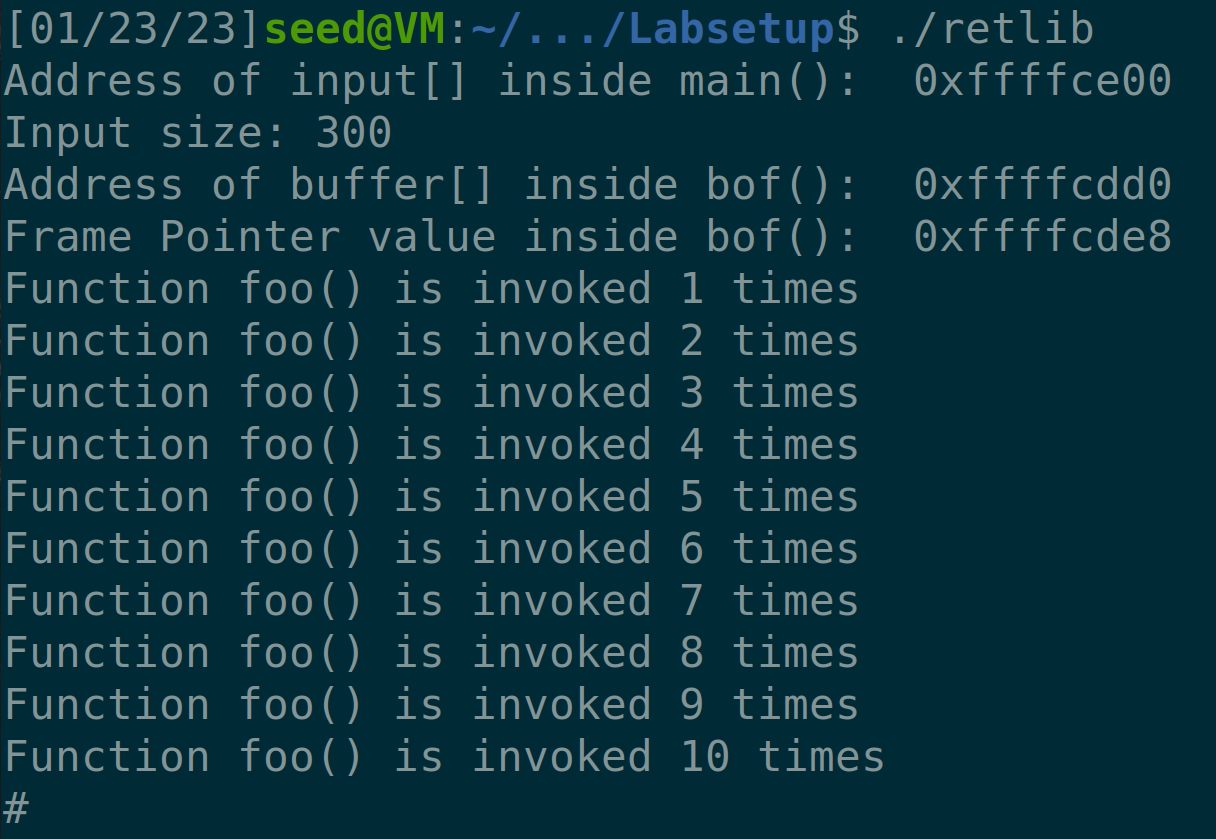 [01/23/23]seed@VM:~/.../Labsetup$ ./retlib
Address of input[] inside main():  0xffffce00
Input size: 300
Address of buffer[] inside bof():  0xffffcdd0
Frame Pointer value inside bof():  0xffffcde8
Function foo() is invoked 1 times
Function foo() is invoked 2 times
Function foo() is invoked 3 times
Function foo() is invoked 4 times
Function foo() is invoked 5 times
Function foo() is invoked 6 times
Function foo() is invoked 7 times
Function foo() is invoked 8 times
Function foo() is invoked 9 times
Function foo() is invoked 10 times
#